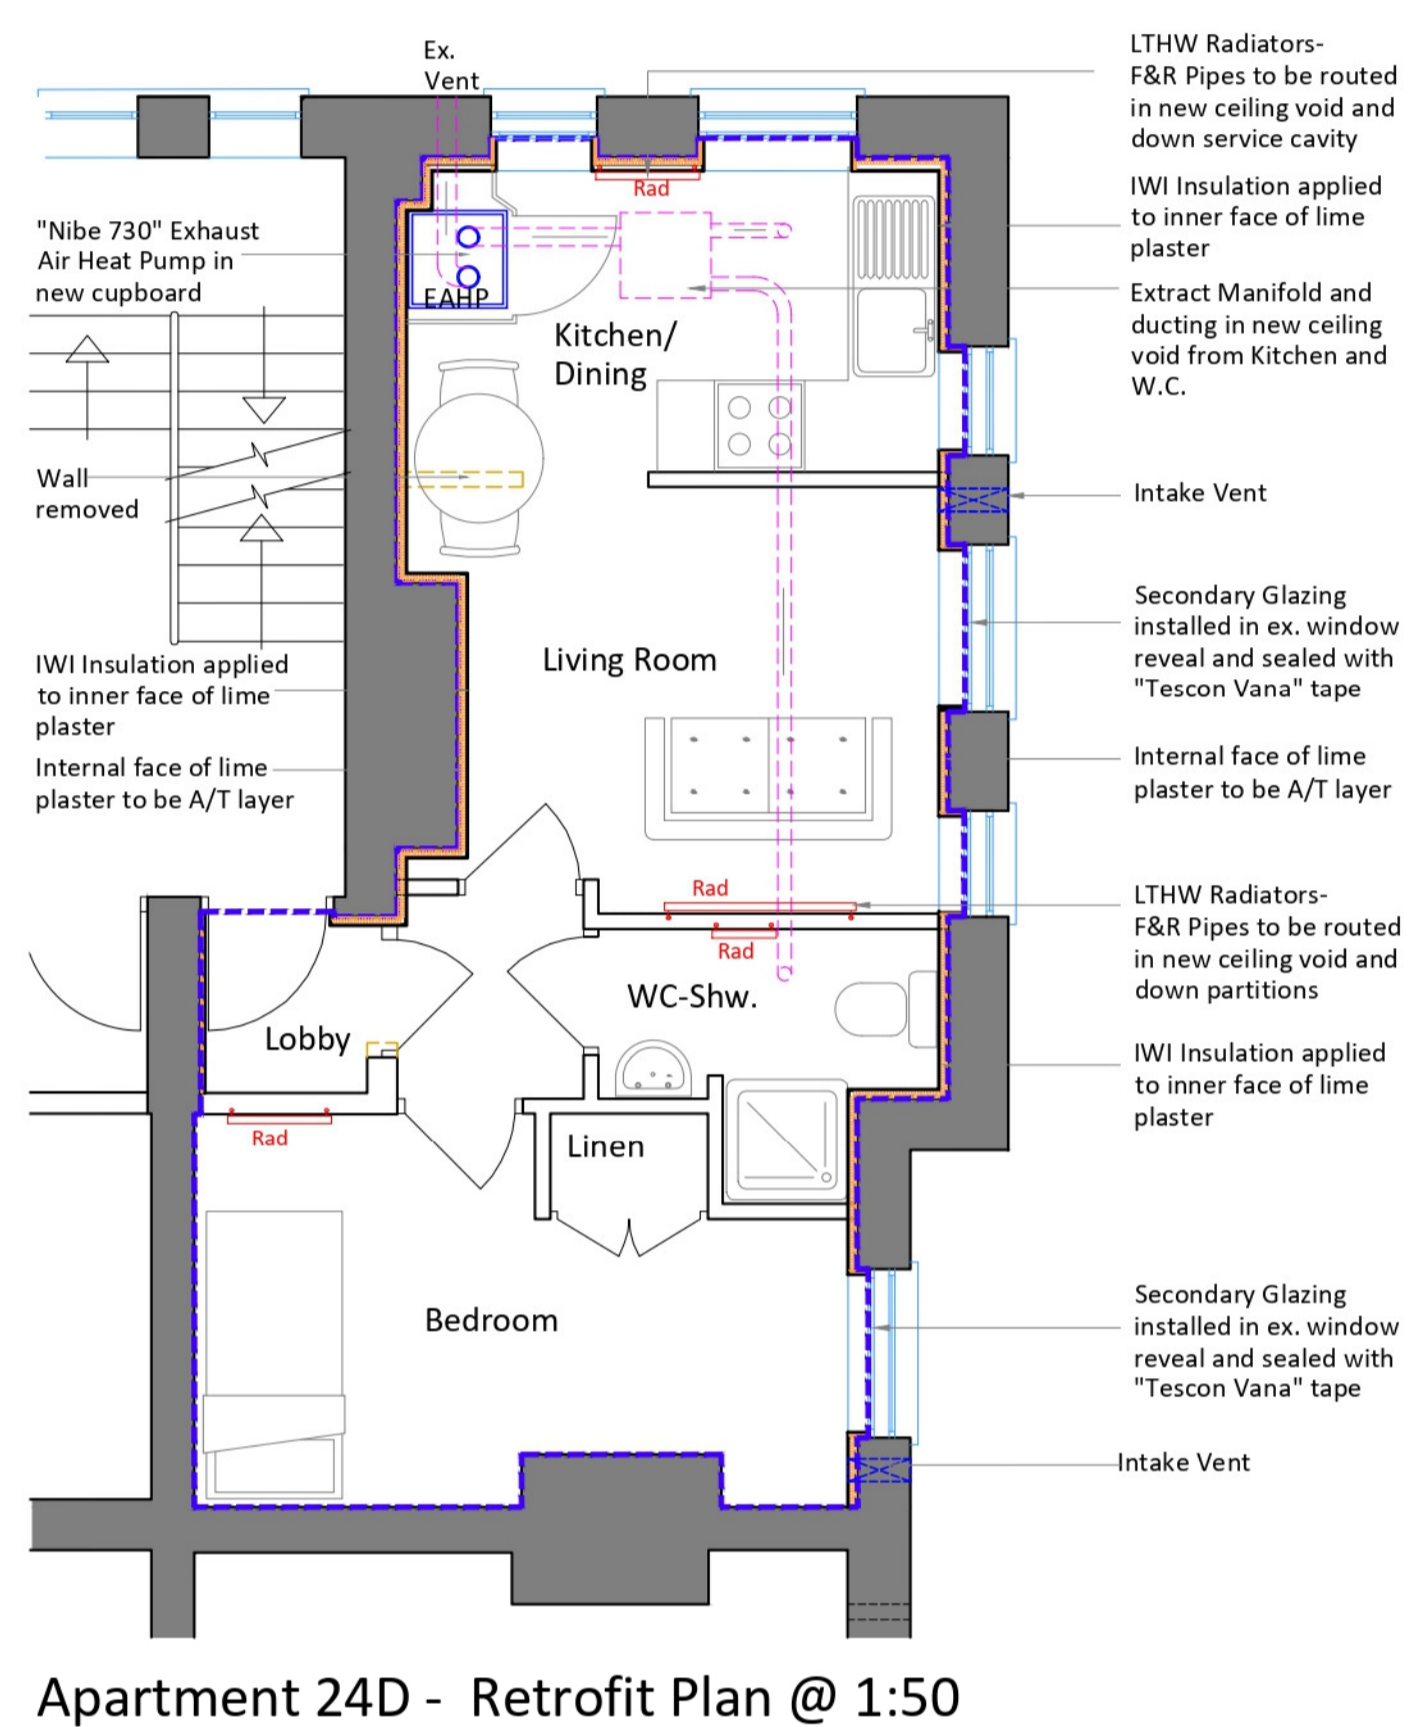 Ex.
Vent
LTHW Radiators-
F&R Pipes to be routed
in new ceiling void and
down service cavity
Rad
IWI Insulation applied
to inner face of lime
plaster
"Nibe 730" Exhaust
Air Heat Pump in
new cupboard
EAHP
Extract Manifold and
ducting in new ceiling
void from Kitchen and
W.C.
Kitchen/
Dining
Wall
removed
Intake Vent
Secondary Glazing
installed in ex. window
reveal and sealed with
"Tescon Vana" tape
Living Room
IWI Insulation applied
to inner face of lime
plaster
Internal face of lime
plaster to be A/T layer
Internal face of lime
plaster to be A/T layer
Rad
Rad
LTHW Radiators-
F&R Pipes to be routed
in new ceiling void and
down partitions
WC-Shw.
Lobby
IWI Insulation applied
to inner face of lime
plaster
Rad
Linen
Bedroom
Secondary Glazing
installed in ex. window
reveal and sealed with
"Tescon Vana" tape
Intake Vent
Apartment 24D - Retrofit Plan @ 1:50